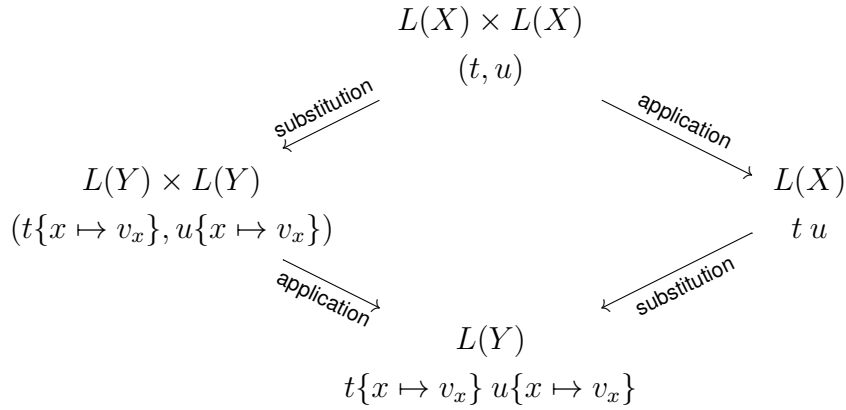 L(X) × L(X)
(t, u)
substitution
application
L(Y) × L(Y)
L(X)
(t{x ↦ v_x}, u{x ↦ v_x})
t u
application
substitution
L(Y)
t{x ↦ v_x} u{x ↦ v_x}